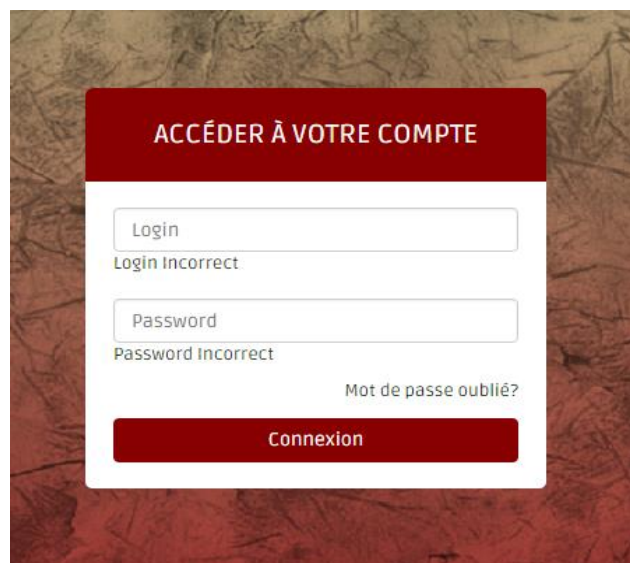 ACCÉDER À VOTRE COMPTE
Login
Login Incorrect
Password
Password Incorrect
Mot de passe oublié?
Connexion